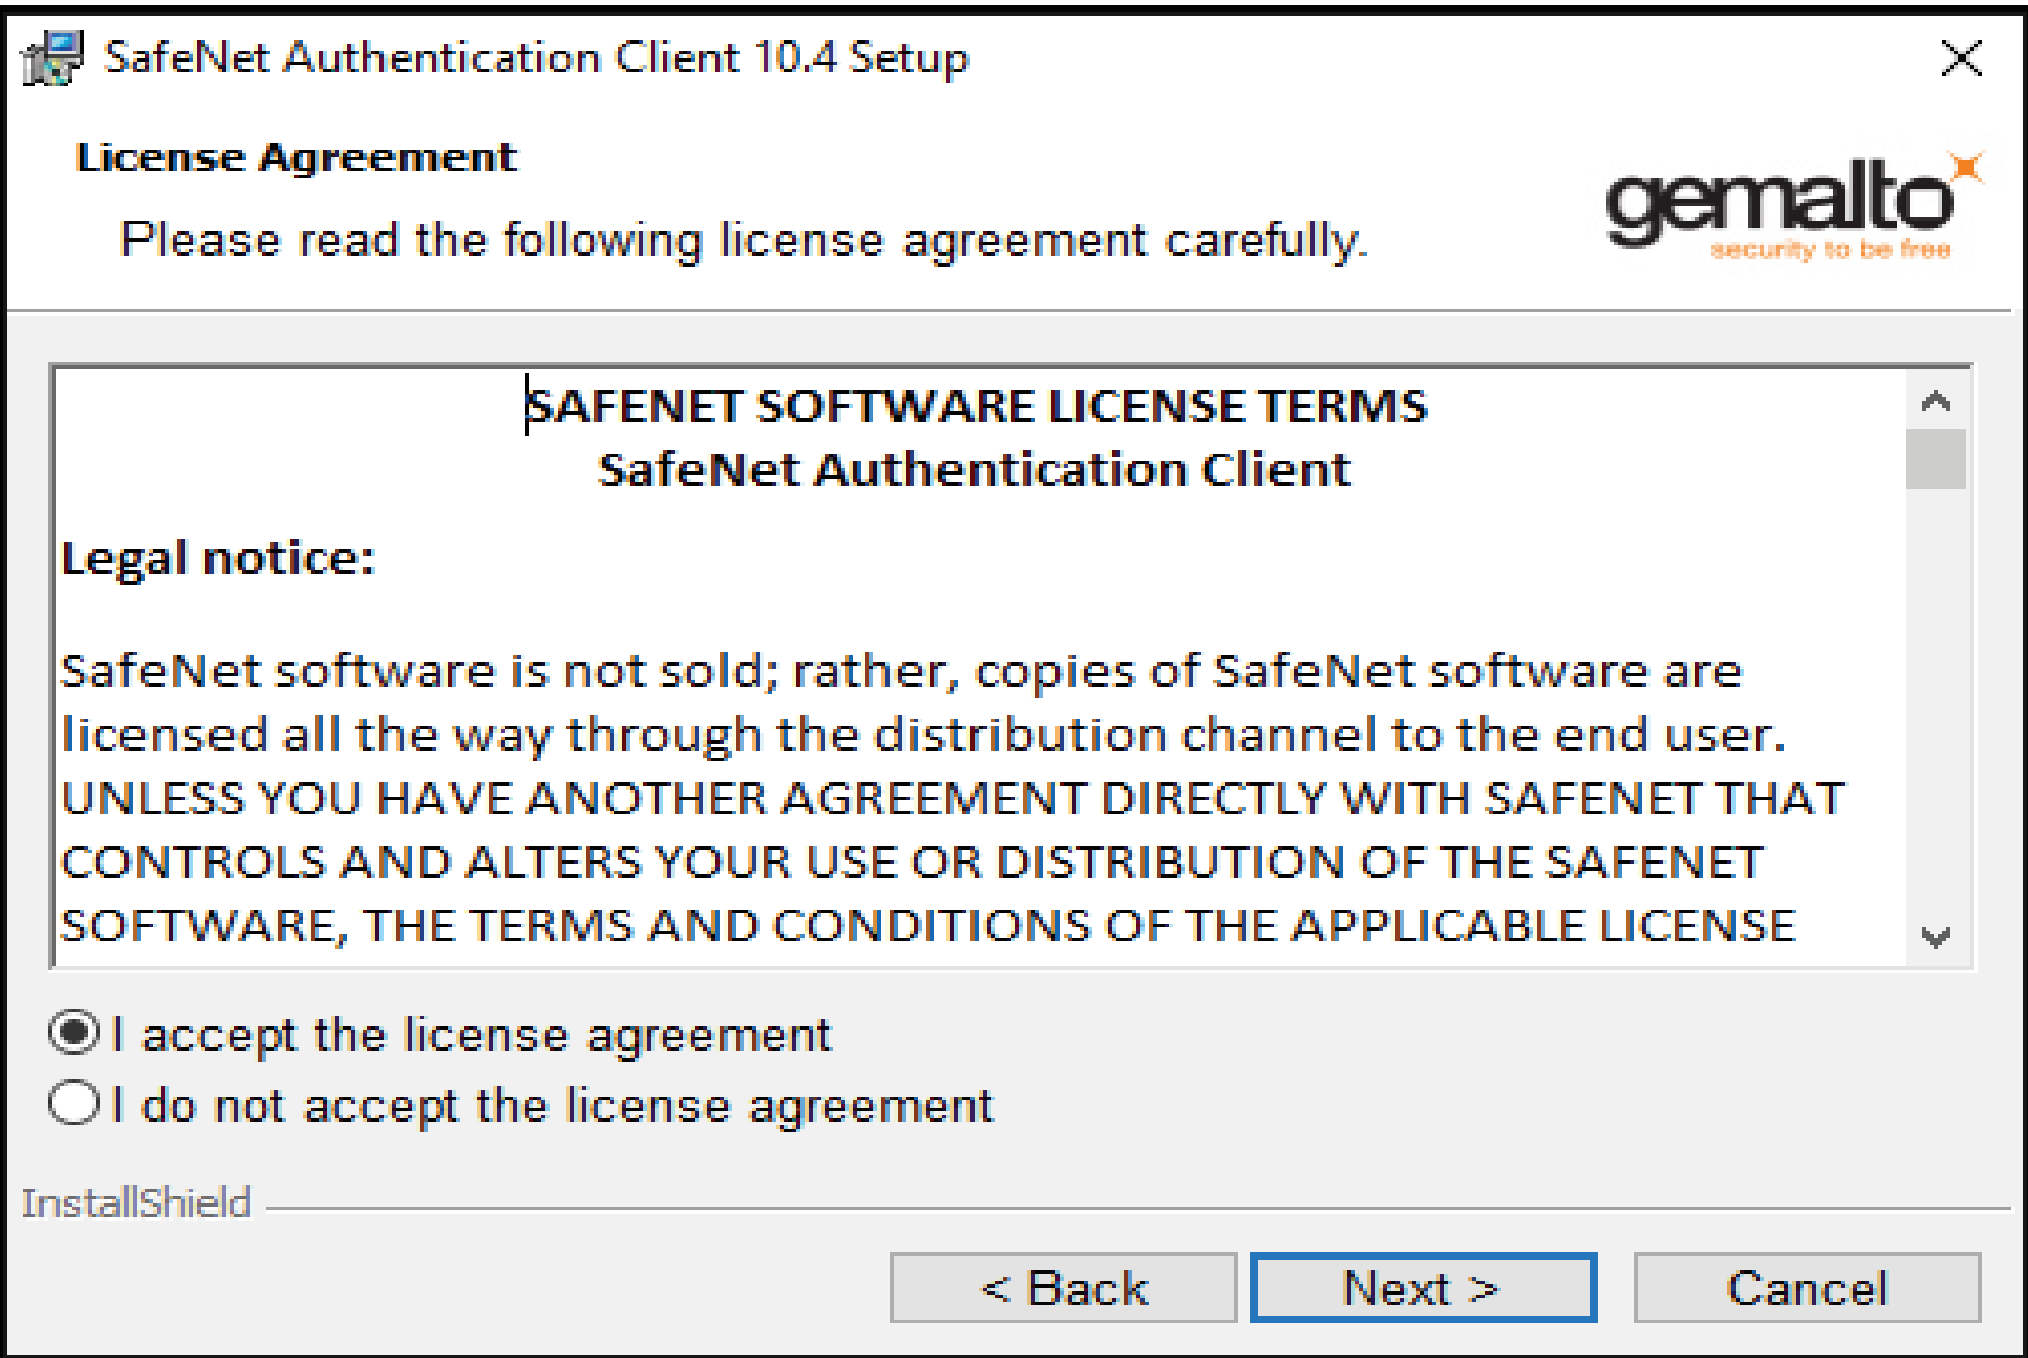 SafeNet Authentication Client 10.4 Setup
License Agreement
Please read the following license agreement carefully.
gemalto
security to be free
SAFENET SOFTWARE LICENSE TERMS
SafeNet Authentication Client
Legal notice:
SafeNet software is not sold; rather, copies of SafeNet software are
licensed all the way through the distribution channel to the end user.
UNLESS YOU HAVE ANOTHER AGREEMENT DIRECTLY WITH SAFENET THAT
CONTROLS AND ALTERS YOUR USE OR DISTRIBUTION OF THE SAFENET
SOFTWARE, THE TERMS AND CONDITIONS OF THE APPLICABLE LICENSE
I accept the license agreement
I do not accept the license agreement
InstallShield
< Back
Next >
Cancel